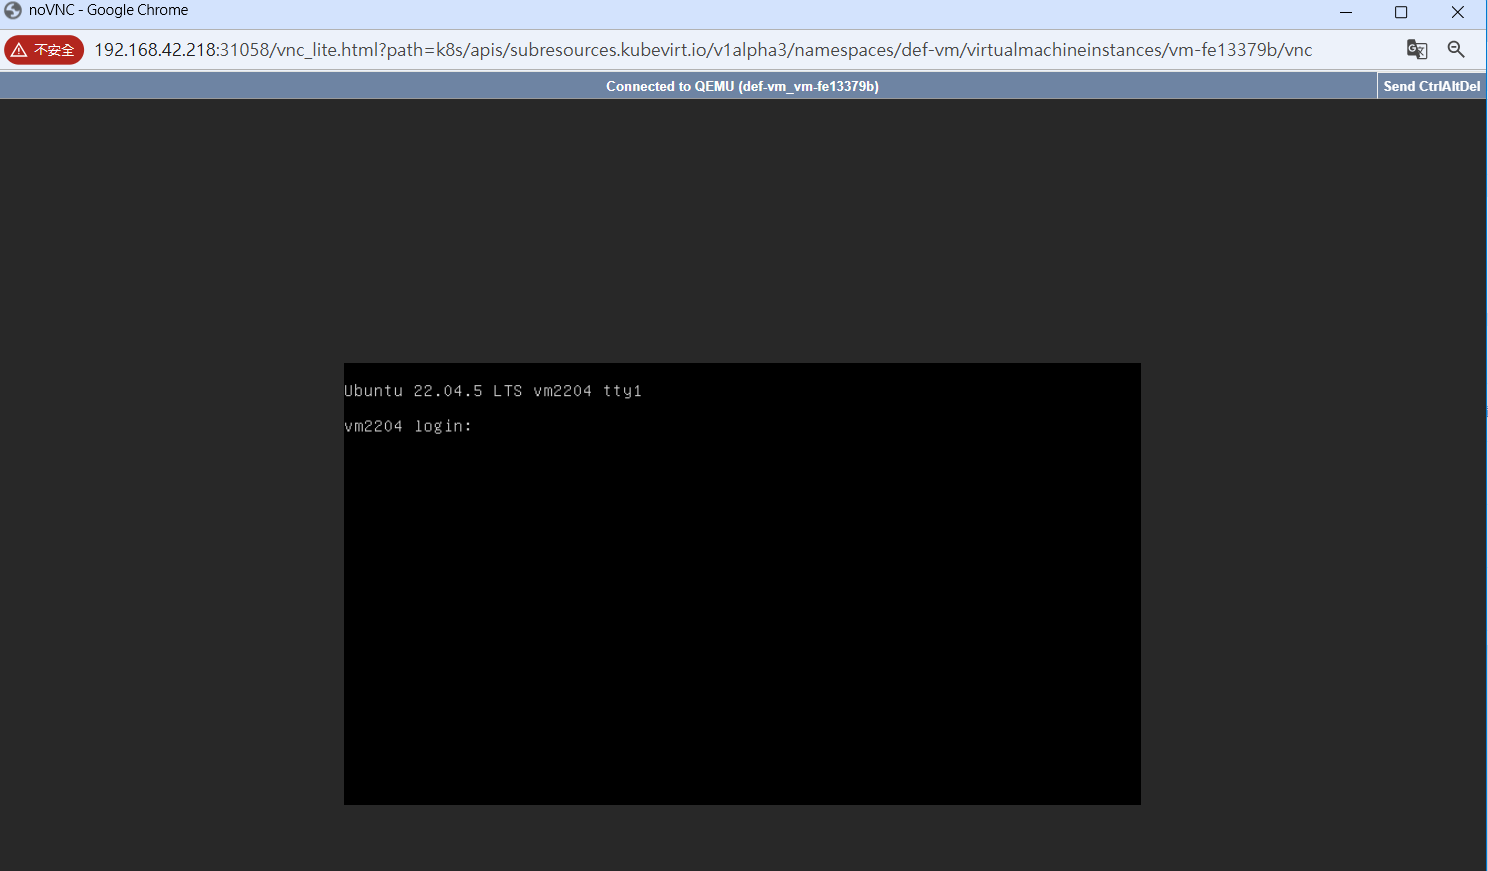 noVNC - Google Chrome
不安全 192.168.42.218:31058/vnc_lite.html?path=k8s/apis/subresources.kubevirt.io/v1alpha3/namespaces/def-vm/virtualmachineinstances/vm-fe13379b/vnc
Connected to QEMU (def-vm_vm-fe13379b) Send CtrlAltDel
Ubuntu 22.04.5 LTS vm2204 tty1
vm2204 login: